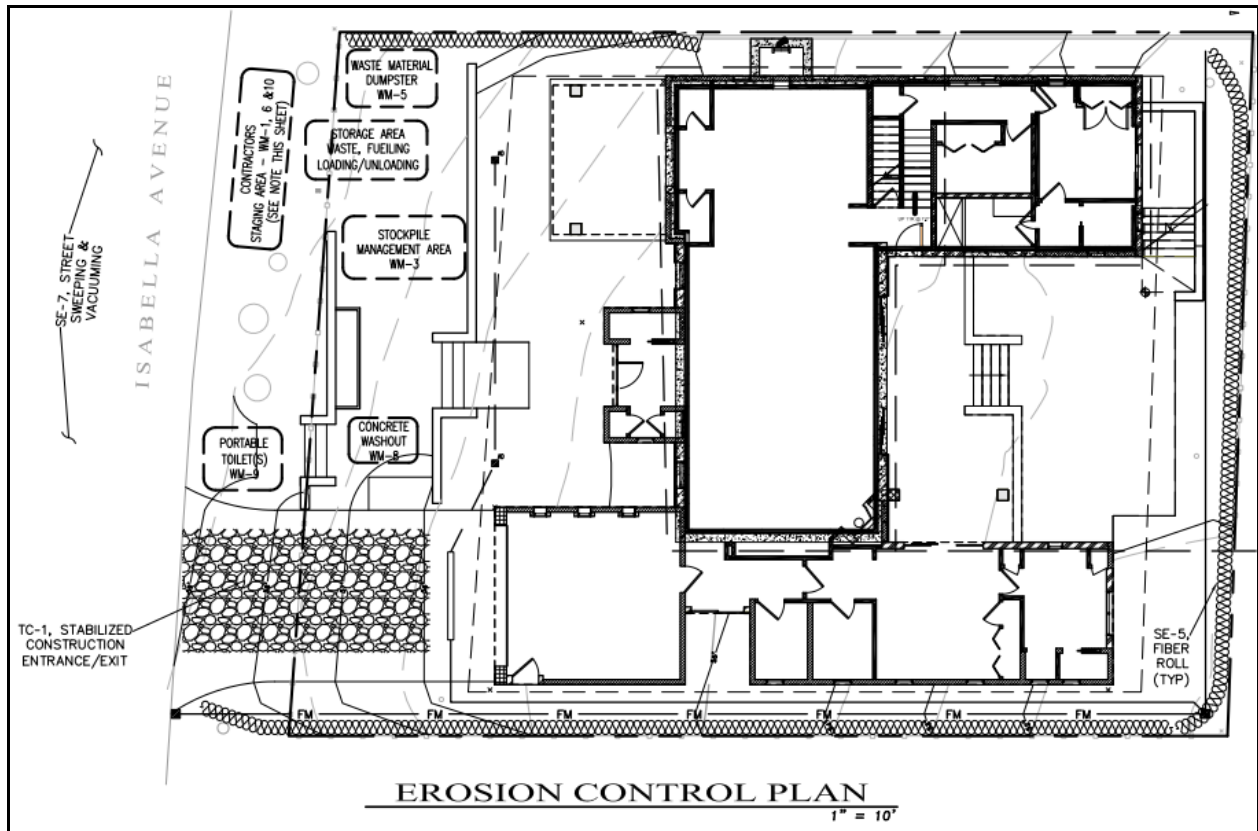 WASTE MATERIAL
DUMPSTER
WM-5
CONTRACTORS
STAGING AREA - WM-1, 6 &10
(SEE NOTE THIS SHEET)
STORAGE AREA
WASTE, FUEILING
LOADING/UNLOADING
STOCKPILE
MANAGEMENT AREA
WM-3
ISABELLA AVENUE
SE-7, STREET
SWEEPING &
VACUUMING
PORTABLE
TOILET(S)
WM-9
CONCRETE
WASHOUT
WM-8
TC-1, STABILIZED
CONSTRUCTION
ENTRANCE/EXIT
SE-5,
FIBER
ROLL
(TYP)
FM FM FM FM FM FM FM
EROSION CONTROL PLAN
1" = 10'